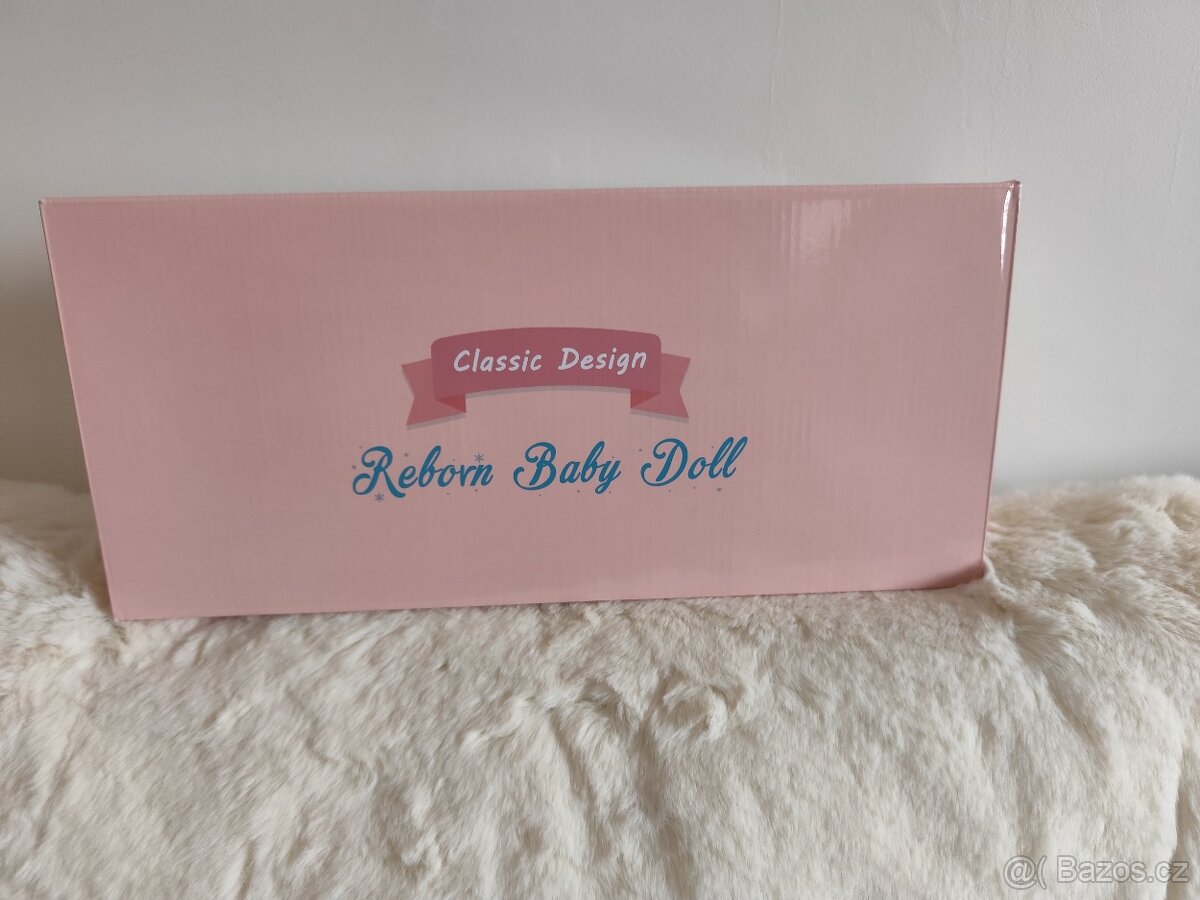 Classic Design
Reborn Baby Doll
@( Bazos.cz